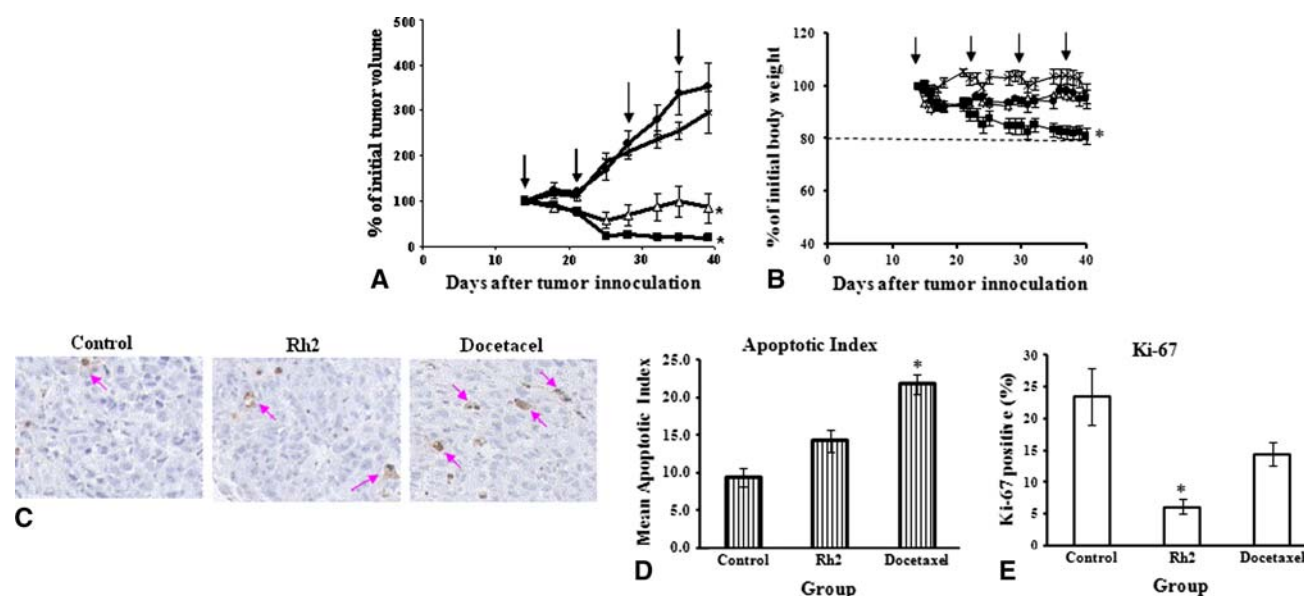 % of initial tumor volume
500
400
300
200
100
0
0 10 20 30 40
*
*
Days after tumor innoculation
A
% of initial body weight
120
100
80
60
40
0 10 20 30 40
*
Days after tumor innoculation
B
Control Rh2 Docetacel
C
Apoptotic Index
Mean Apoptotic Index
25.0
20.0
15.0
10.0
5.0
0.0
*
Control Rh2 Docetaxel
Group
D
Ki-67
Ki-67 positive (%)
30
25
20
15
10
5
0
*
Control Rh2 Docetaxel
Group
E